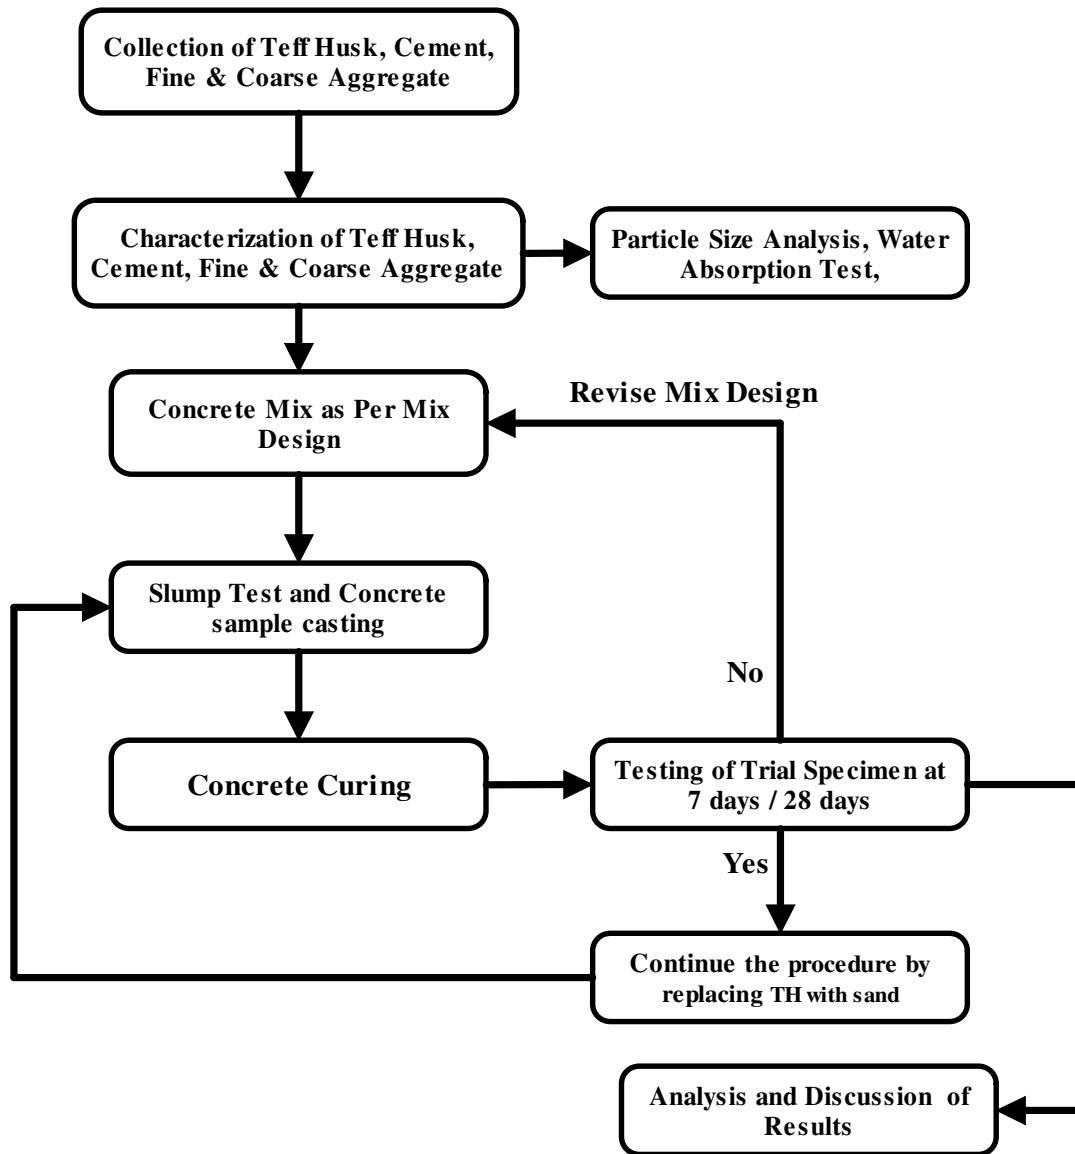 Collection of Teff Husk, Cement,
Fine & Coarse Aggregate
Characterization of Teff Husk,
Cement, Fine & Coarse Aggregate
Particle Size Analysis, Water
Absorption Test,
Concrete Mix as Per Mix
Design
Revise Mix Design
Slump Test and Concrete
sample casting
No
Concrete Curing
Testing of Trial Specimen at
7 days / 28 days
Yes
Continue the procedure by
replacing TH with sand
Analysis and Discussion of
Results